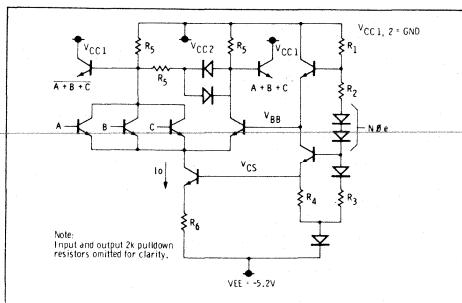 VCC1, 2 = GND
VCC1
R5
VCC2
R5
VCC1
R1
R5
R2
A + B + C
A + B + C
A
B
C
VBB
NØe
VCS
Io
R4
R3
R6
Note:
Input and output 2k pulldown
resistors omitted for clarity.
VEE = -5.2V